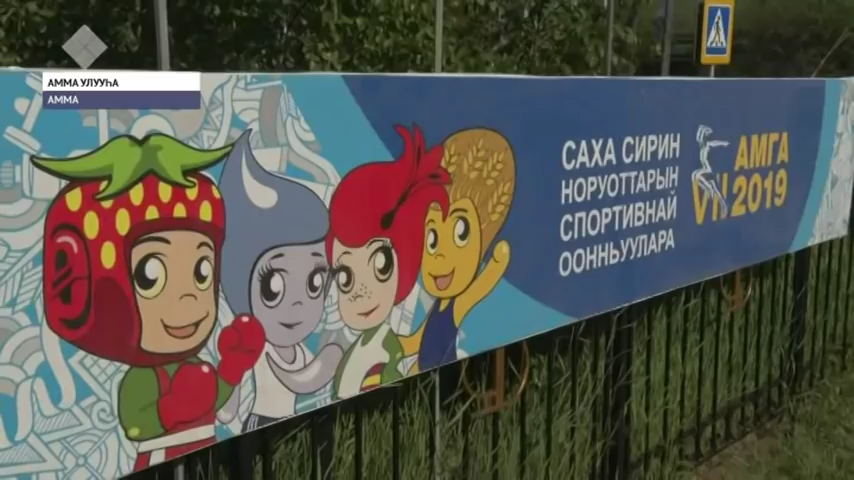 АММА УЛУУҺА
АММА
САХА СИРИН
НОРУОТТАРЫН
СПОРТИВНАЙ
ООННЬУУЛАРА
VII
АМГА
2019